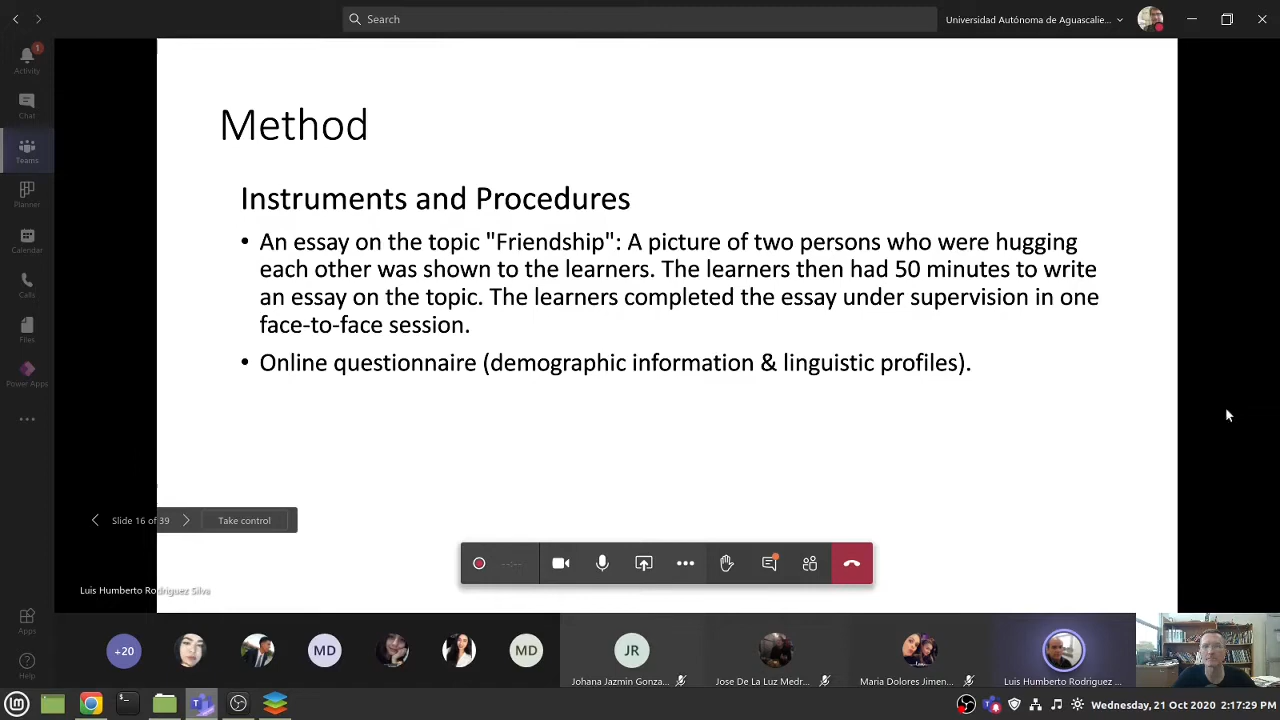 Search
Universidad Autónoma de Aguascalie...
1
Activity
Chat
Teams
Planner
Calendar
Calls
Files
Power Apps
Apps
Help
Method
Instruments and Procedures
• An essay on the topic "Friendship": A picture of two persons who were hugging
each other was shown to the learners. The learners then had 50 minutes to write
an essay on the topic. The learners completed the essay under supervision in one
face-to-face session.
• Online questionnaire (demographic information & linguistic profiles).
Slide 16 of 39
Take control
--:--
Luis Humberto Rodriguez Silva
+20
MD
MD
JR
Johana Jazmin Gonza...
Jose De La Luz Medr...
Maria Dolores Jimen...
Luis Humberto Rodriguez ...
Wednesday, 21 Oct 2020, 2:17:29 PM